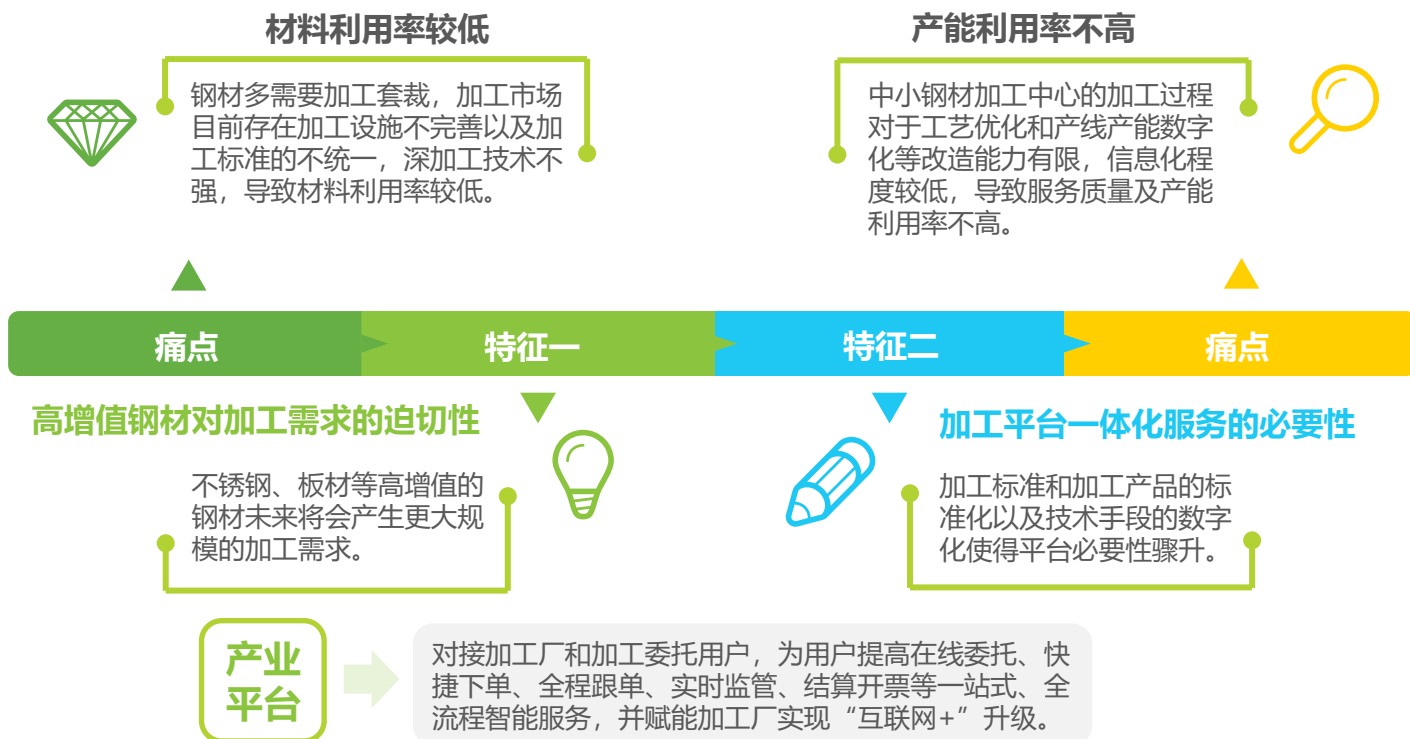 材料利用率较低
钢材多需要加工套裁，加工市场
目前存在加工设施不完善以及加
工标准的不统一，深加工技术不
强，导致材料利用率较低。
产能利用率不高
中小钢材加工中心的加工过程
对于工艺优化和产线产能数字
化等改造能力有限，信息化程
度较低，导致服务质量及产能
利用率不高。
痛点
特征一
特征二
痛点
高增值钢材对加工需求的迫切性
不锈钢、板材等高增值的
钢材未来将会产生更大规
模的加工需求。
加工平台一体化服务的必要性
加工标准和加工产品的标
准化以及技术手段的数字
化使得平台必要性骤升。
产业
平台
对接加工厂和加工委托用户，为用户提高在线委托、快
捷下单、全程跟单、实时监管、结算开票等一站式、全
流程智能服务，并赋能加工厂实现“互联网+”升级。